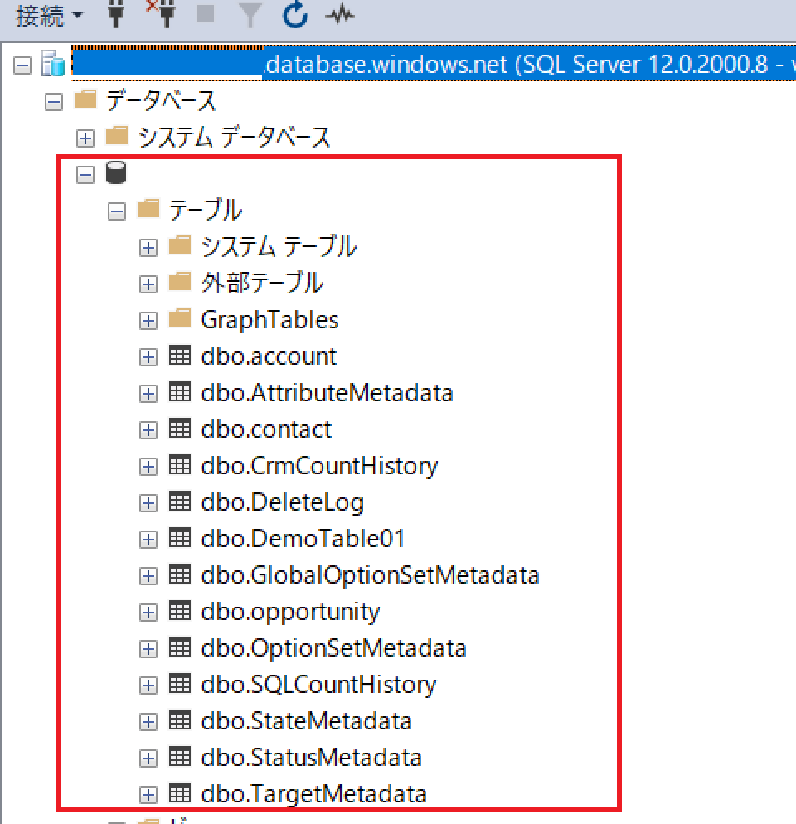 接続
.database.windows.net (SQL Server 12.0.2000.8 -
データベース
システム データベース
テーブル
システム テーブル
外部テーブル
GraphTables
dbo.account
dbo.AttributeMetadata
dbo.contact
dbo.CrmCountHistory
dbo.DeleteLog
dbo.DemoTable01
dbo.GlobalOptionSetMetadata
dbo.opportunity
dbo.OptionSetMetadata
dbo.SQLCountHistory
dbo.StateMetadata
dbo.StatusMetadata
dbo.TargetMetadata